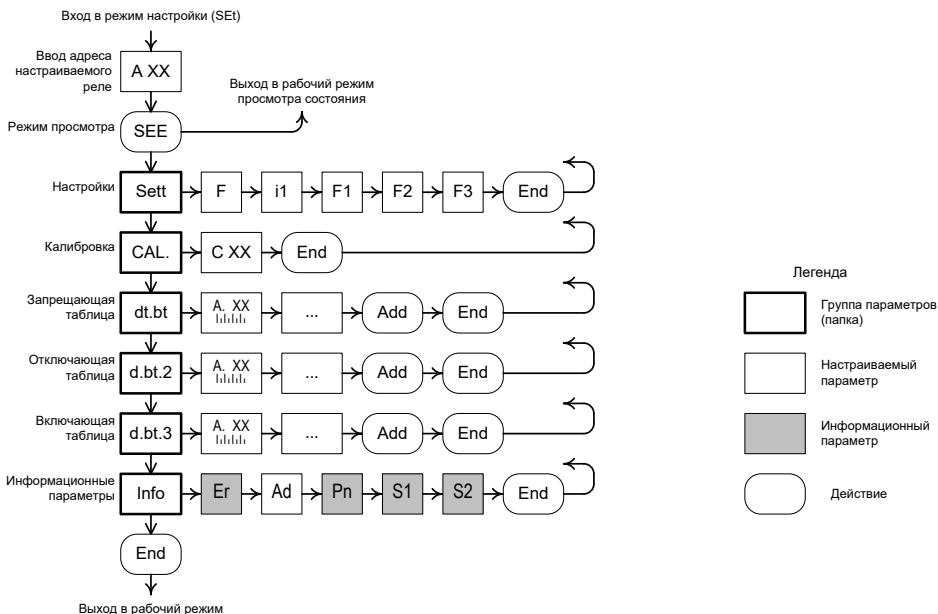 Вход в режим настройки (SEt)
Ввод адреса
настраиваемого
реле
A XX
Выход в рабочий режим
просмотра состояния
Режим просмотра
SEE
Настройки
Sett
F
i1
F1
F2
F3
End
Калибровка
CAL.
C XX
End
Запрещающая
таблица
dt.bt
A. XX
...
Add
End
Отключающая
таблица
d.bt.2
A. XX
...
Add
End
Включающая
таблица
d.bt.3
A. XX
...
Add
End
Информационные
параметры
Info
Er
Ad
Pn
S1
S2
End
End
Выход в рабочий режим
Легенда
Группа параметров
(папка)
Настраиваемый
параметр
Информационный
параметр
Действие